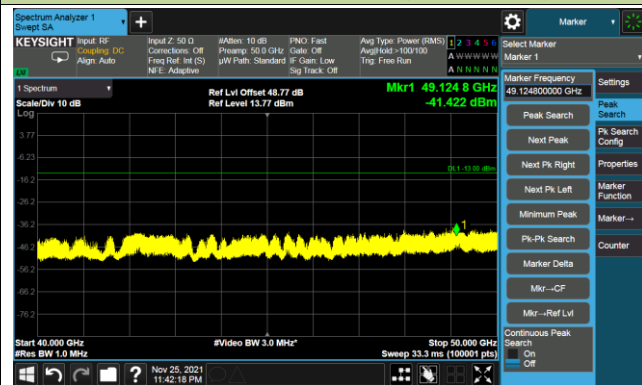 Spectrum Analyzer 1
Swept SA
Marker
KEYSIGHT
Input: RF
Coupling: DC
Align: Auto
Input Z: 50 Ω
Corrections: Off
Freq Ref: Int (S)
NFE: Adaptive
#Atten: 10 dB
Preamp: 50.0 GHz
µW Path: Standard
PNO: Fast
Gate: Off
IF Gain: Low
Sig Track: Off
Avg Type: Power (RMS)
Avg|Hold:>100/100
Trig: Free Run
1 2 3 4 5 6
A W W W W W
A N N N N N
Select Marker
Marker 1
1 Spectrum
Scale/Div 10 dB
Log
Ref Lvl Offset 48.77 dB
Ref Level 13.77 dBm
Mkr1 49.124 8 GHz
-41.422 dBm
Marker Frequency
49.124800000 GHz
Settings
Peak Search
Peak
Search
Next Peak
Pk Search
Config
Next Pk Right
Properties
Next Pk Left
Marker
Function
Minimum Peak
Marker→
Pk-Pk Search
Counter
Marker Delta
Mkr→CF
Mkr→Ref Lvl
Continuous Peak
Search
On
Off
3.77
-6.23
DL1 -13.00 dBm
-16.2
-26.2
-36.2
1
-46.2
-56.2
-66.2
-76.2
Start 40.000 GHz
#Video BW 3.0 MHz*
Stop 50.000 GHz
#Res BW 1.0 MHz
Sweep 33.3 ms (100001 pts)
?
Nov 25, 2021
11:42:18 PM